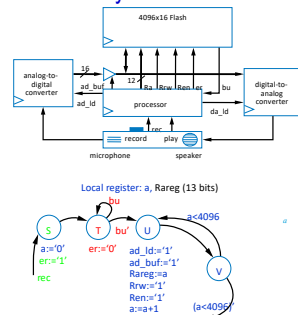 4096x16 Flash
16
analog-to-
digital
converter
ad_buf
12
Ra Rrw Ren er
bu
digital-to-
analog
converter
ad_ld
processor
da_ld
rec
record play
microphone speaker
Local register: a, Rareg (13 bits)
bu
a<4096
a
S
T
U
bu'
a:='0'
er:='0'
ad_ld:='1'
er:='1'
ad_buf:='1'
V
rec
Rareg:=a
Rrw:='1'
Ren:='1'
a:=a+1
(a<4096)'